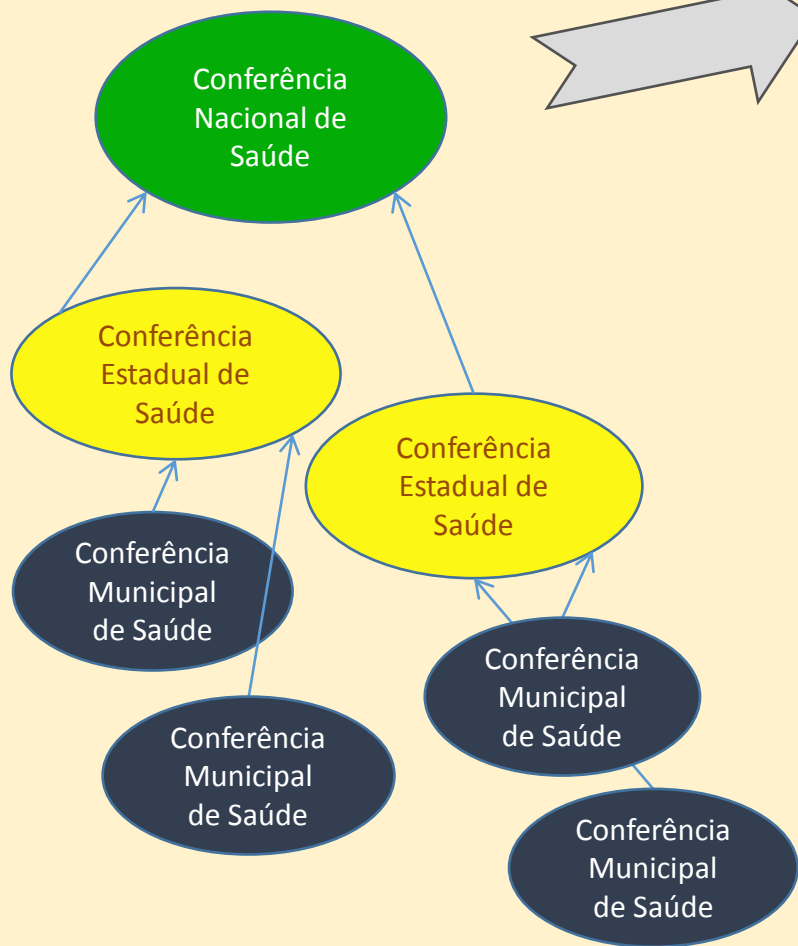 Conferência
Nacional de
Saúde
Conferência
Estadual de
Saúde
Conferência
Estadual de
Saúde
Conferência
Municipal
de Saúde
Conferência
Municipal
de Saúde
Conferência
Municipal
de Saúde
Conferência
Municipal
de Saúde